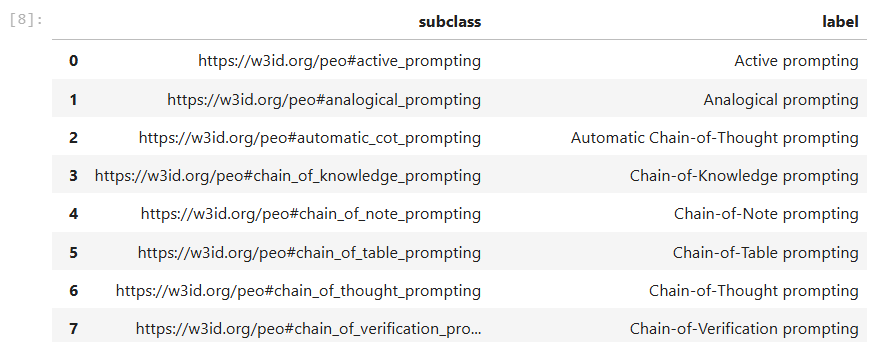 [8]:
subclass label
0 https://w3id.org/peo#active_prompting Active prompting
1 https://w3id.org/peo#analogical_prompting Analogical prompting
2 https://w3id.org/peo#automatic_cot_prompting Automatic Chain-of-Thought prompting
3 https://w3id.org/peo#chain_of_knowledge_prompting Chain-of-Knowledge prompting
4 https://w3id.org/peo#chain_of_note_prompting Chain-of-Note prompting
5 https://w3id.org/peo#chain_of_table_prompting Chain-of-Table prompting
6 https://w3id.org/peo#chain_of_thought_prompting Chain-of-Thought prompting
7 https://w3id.org/peo#chain_of_verification_pro... Chain-of-Verification prompting